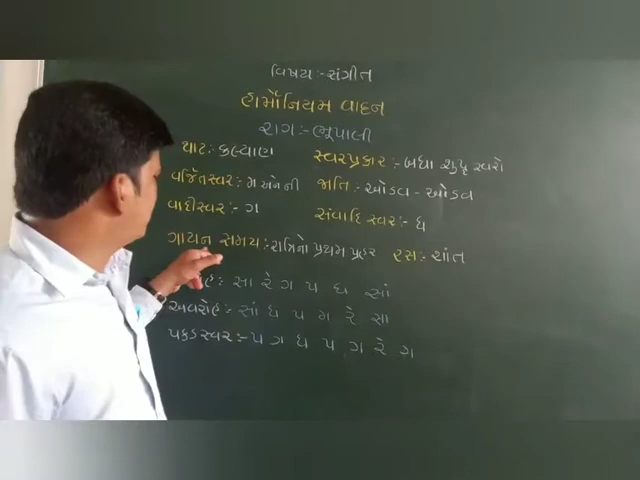 વિષય:- સંગીત
હાર્મોનિયમ વાદન
રાગ:- ભૂપાલી
થાટ:- કલ્યાણ સ્વરપ્રકાર:- બધા શુદ્ધ સ્વરો
વર્જિતસ્વર:- મ અને ની જાતિ:- ઓડવ - ઓડવ
વાદીસ્વર:- ગ સંવાદિ સ્વર:- ધ
ગાયન સમય:- રાત્રિનો પ્રથમ પ્રહર રસ:- શાંત
સા રે ગ પ ધ સાં
અવરોહ:- સાં ધ પ ગ રે સા
પકડસ્વર:- પ ગ ધ પ ગ રે ગ